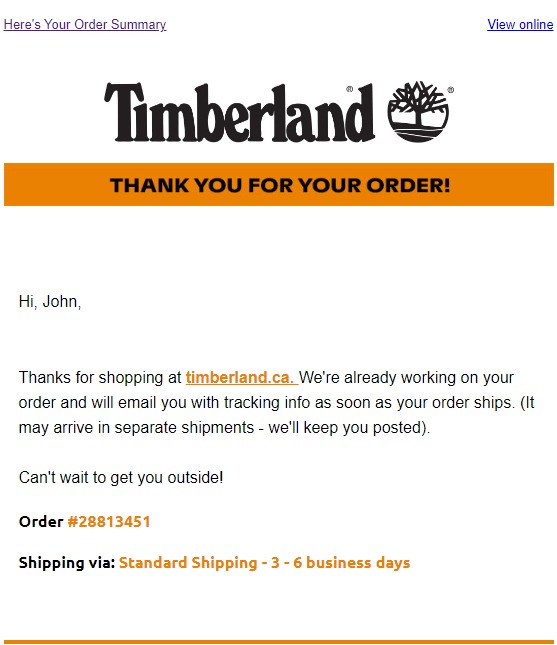 Here's Your Order Summary
View online
Timberland® ®
THANK YOU FOR YOUR ORDER!
Hi, John,
Thanks for shopping at timberland.ca. We're already working on your
order and will email you with tracking info as soon as your order ships. (It
may arrive in separate shipments - we'll keep you posted).
Can't wait to get you outside!
Order #28813451
Shipping via: Standard Shipping - 3 - 6 business days